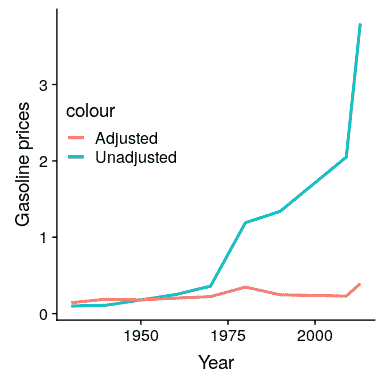 Gasoline prices
3
2
1
0
colour
Adjusted
Unadjusted
1950 1975 2000
Year